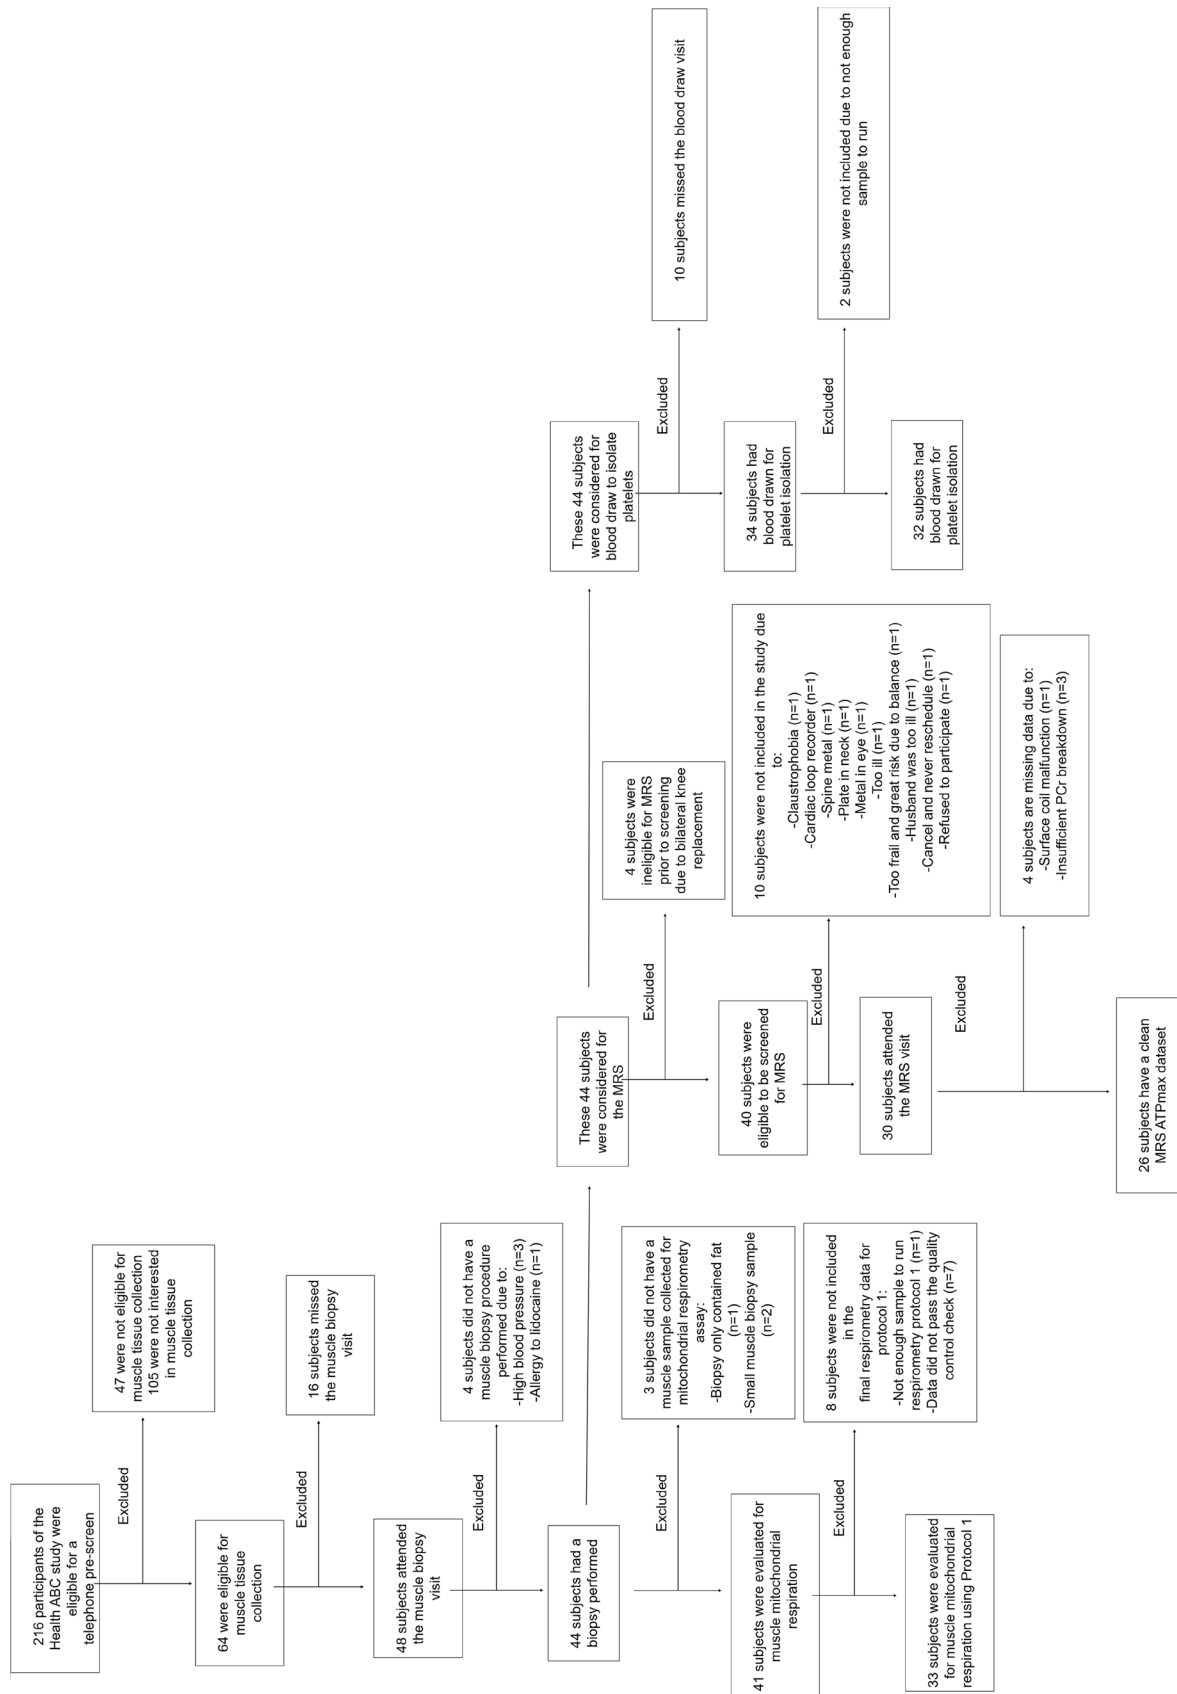 216 participants of the
Health ABC study were
eligible for a
telephone pre-screen
Excluded
47 were not eligible for
muscle tissue collection
105 were not interested
in muscle tissue
collection
64 were eligible for
muscle tissue
collection
Excluded
16 subjects missed
the muscle biopsy
visit
48 subjects attended
the muscle biopsy
visit
Excluded
4 subjects did not have a
muscle biopsy procedure
performed due to:
-High blood pressure (n=3)
-Allergy to lidocaine (n=1)
44 subjects had a
biopsy performed
Excluded
3 subjects did not have a
muscle sample collected for
mitochondrial respirometry
assay:
-Biopsy only contained fat
(n=1)
-Small muscle biopsy sample
(n=2)
41 subjects were evaluated for
muscle mitochondrial
respiration
Excluded
8 subjects were not included
in the
final respirometry data for
protocol 1:
-Not enough sample to run
respirometry protocol 1 (n=1)
-Data did not pass the quality
control check (n=7)
33 subjects were evaluated
for muscle mitochondrial
respiration using Protocol 1
These 44 subjects
were considered for
the MRS
Excluded
4 subjects were
ineligible for MRS
prior to screening
due to bilateral knee
replacement
40 subjects were
eligible to be screened
for MRS
Excluded
10 subjects were not included in the study due
to:
-Claustrophobia (n=1)
-Cardiac loop recorder (n=1)
-Spine metal (n=1)
-Plate in neck (n=1)
-Metal in eye (n=1)
-Too ill (n=1)
-Too frail and great risk due to balance (n=1)
-Husband was too ill (n=1)
-Cancel and never reschedule (n=1)
-Refused to participate (n=1)
30 subjects attended
the MRS visit
Excluded
4 subjects are missing data due to:
-Surface coil malfunction (n=1)
-Insufficient PCr breakdown (n=3)
26 subjects have a clean
MRS ATPmax dataset
These 44 subjects
were considered for
blood draw to isolate
platelets
Excluded
10 subjects missed the blood draw visit
34 subjects had
blood drawn for
platelet isolation
Excluded
2 subjects were not included due to not enough
sample to run
32 subjects had
blood drawn for
platelet isolation